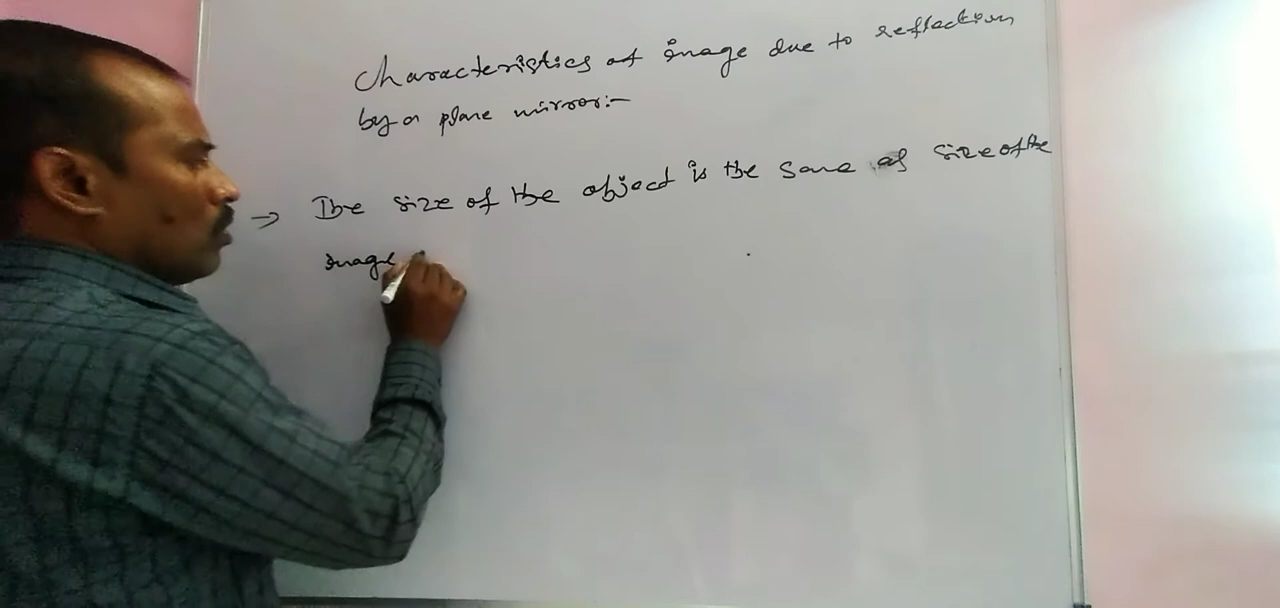 Characteristics of image due to reflection
by a plane mirror:-
→ The size of the object is the same as size of the
image